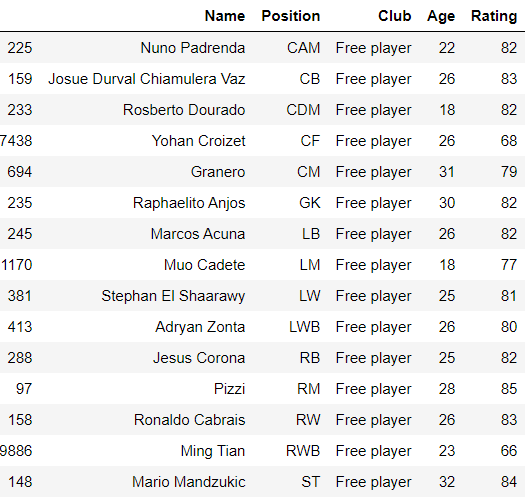 Name Position Club Age Rating
225 Nuno Padrenda CAM Free player 22 82
159 Josue Durval Chiamulera Vaz CB Free player 26 83
233 Rosberto Dourado CDM Free player 18 82
7438 Yohan Croizet CF Free player 26 68
694 Granero CM Free player 31 79
235 Raphaelito Anjos GK Free player 30 82
245 Marcos Acuna LB Free player 26 82
1170 Muo Cadete LM Free player 18 77
381 Stephan El Shaarawy LW Free player 25 81
413 Adryan Zonta LWB Free player 26 80
288 Jesus Corona RB Free player 25 82
97 Pizzi RM Free player 28 85
158 Ronaldo Cabrais RW Free player 26 83
9886 Ming Tian RWB Free player 23 66
148 Mario Mandzukic ST Free player 32 84